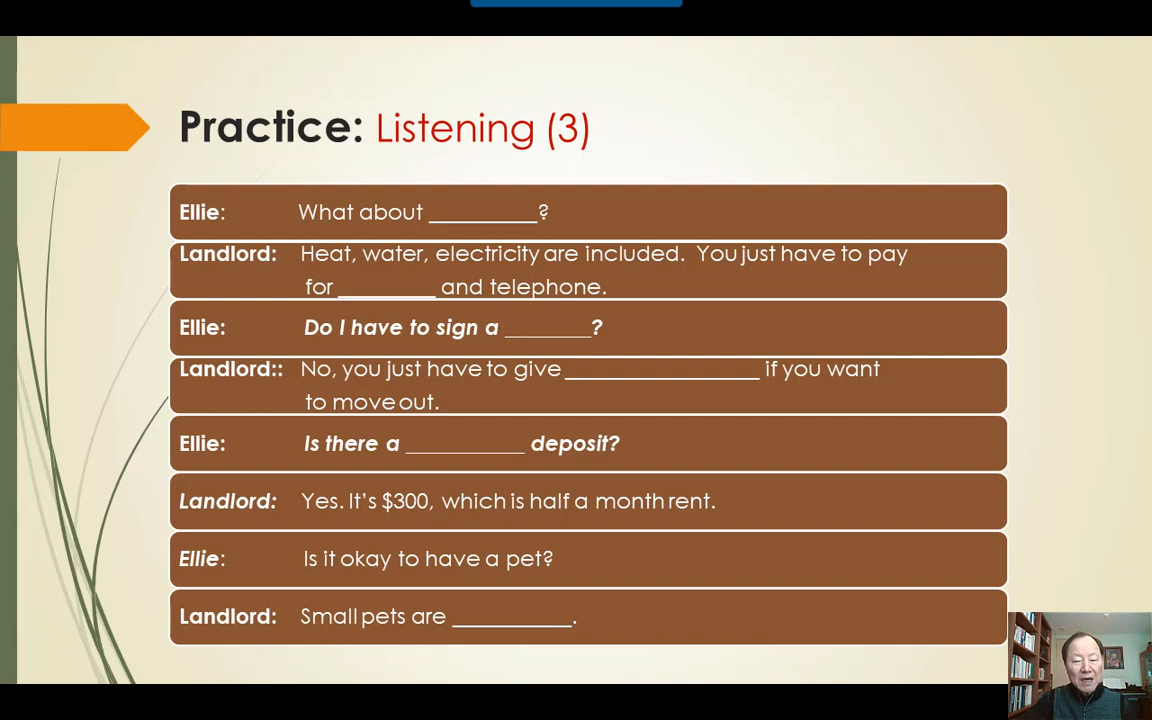 Practice: Listening (3)
Ellie: What about __________?
Landlord: Heat, water, electricity are included. You just have to pay
for _________ and telephone.
Ellie: Do I have to sign a ________?
Landlord:: No, you just have to give __________________ if you want
to move out.
Ellie: Is there a ___________ deposit?
Landlord: Yes. It's $300, which is half a month rent.
Ellie: Is it okay to have a pet?
Landlord: Small pets are ___________.